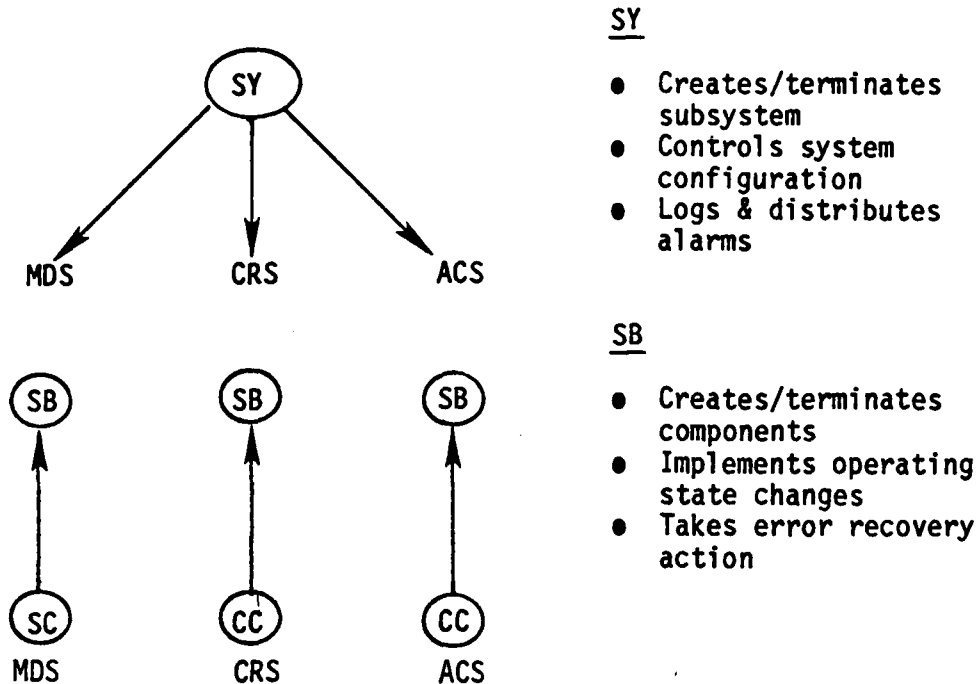 SY
MDS CRS ACS
SB SB SB
SC CC CC
MDS CRS ACS
SY
● Creates/terminates
subsystem
● Controls system
configuration
● Logs & distributes
alarms
SB
● Creates/terminates
components
● Implements operating
state changes
● Takes error recovery
action